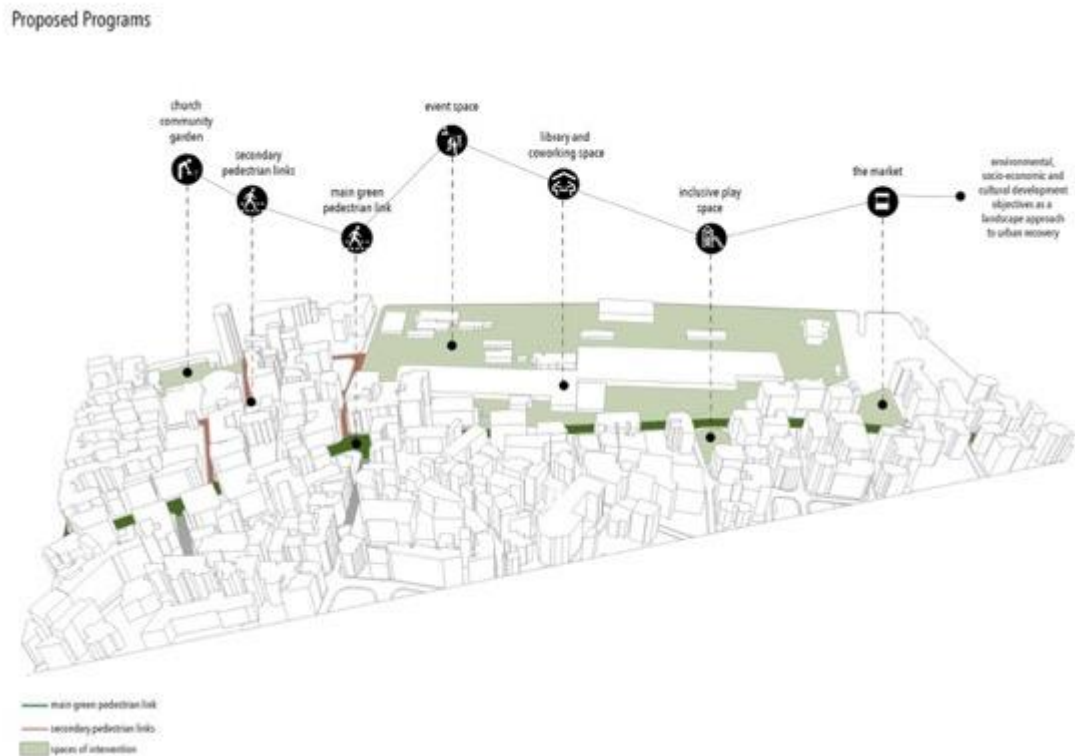 Proposed Programs
church
community
garden
secondary
pedestrian links
main green
pedestrian link
event space
library and
coworking space
inclusive play
space
the market
environmental,
socio-economic and
cultural development
objectives as a
landscape approach
to urban recovery
main green pedestrian link
secondary pedestrian links
spaces of intervention